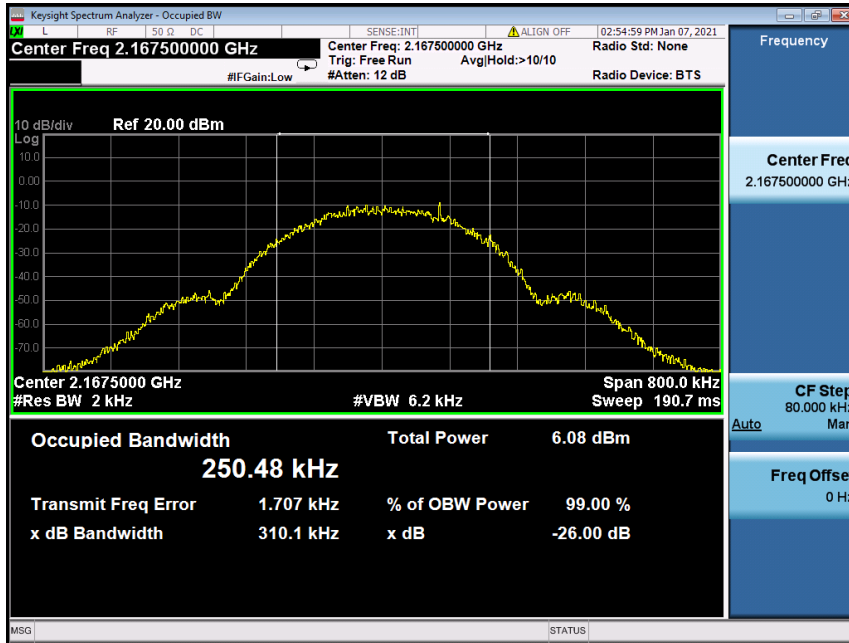 Keysight Spectrum Analyzer - Occupied BW
LXI L RF 50 Ω DC SENSE:INT ALIGN OFF 02:54:59 PM Jan 07, 2021
Center Freq 2.167500000 GHz
Center Freq: 2.167500000 GHz
Radio Std: None
Trig: Free Run
Avg|Hold:>10/10
#IFGain:Low
#Atten: 12 dB
Radio Device: BTS
10 dB/div Ref 20.00 dBm
Log
10.0
0.00
-10.0
-20.0
-30.0
-40.0
-50.0
-60.0
-70.0
Center 2.1675000 GHz Span 800.0 kHz
#Res BW 2 kHz #VBW 6.2 kHz Sweep 190.7 ms
Occupied Bandwidth Total Power 6.08 dBm
250.48 kHz
Transmit Freq Error 1.707 kHz % of OBW Power 99.00 %
x dB Bandwidth 310.1 kHz x dB -26.00 dB
MSG STATUS
Frequency
Center Freq
2.167500000 GHz
CF Step
80.000 kHz
Auto Man
Freq Offse
0 Hz